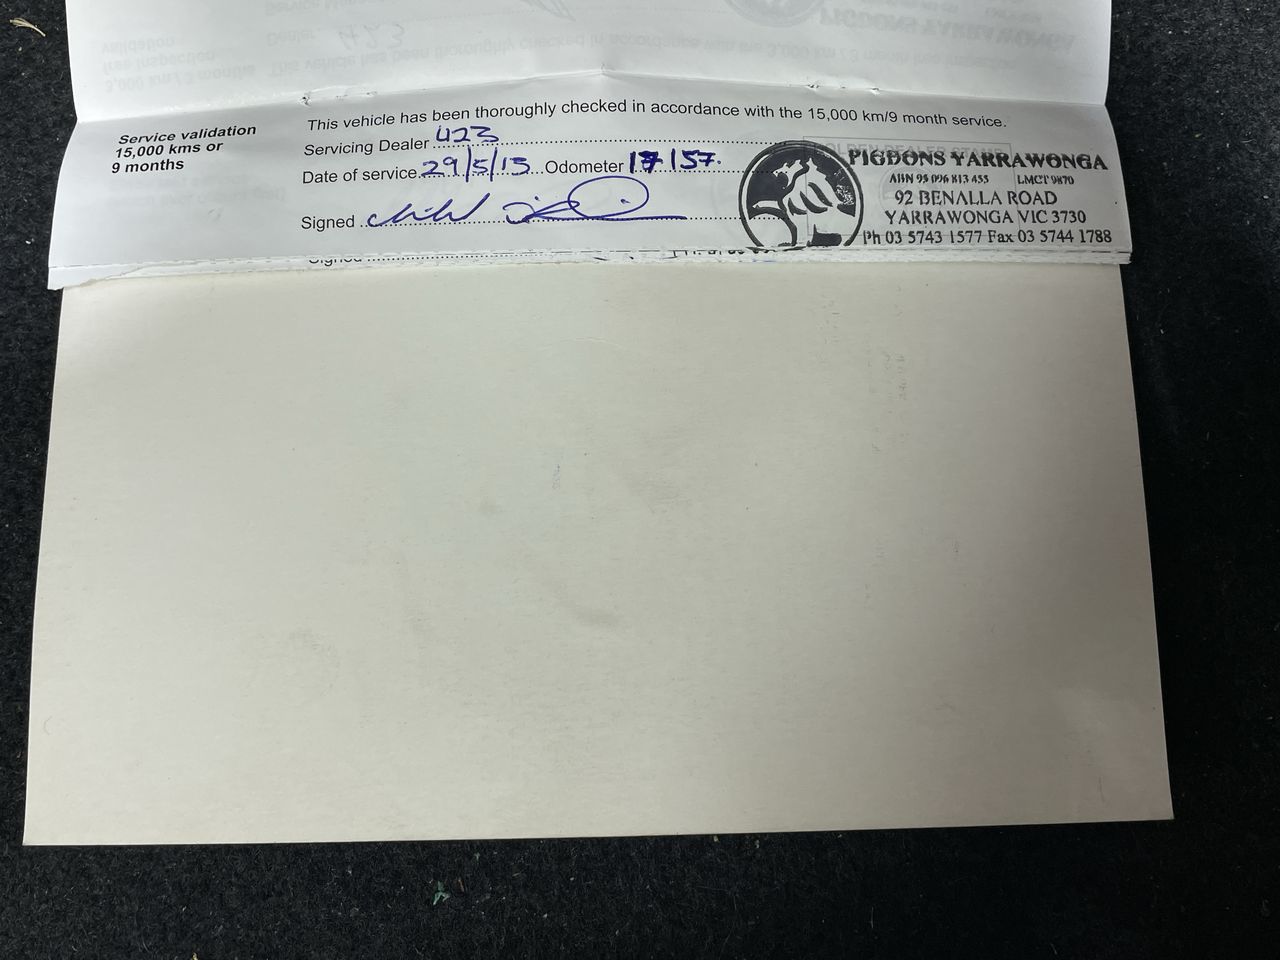 Service validation
15,000 kms or
9 months
This vehicle has been thoroughly checked in accordance with the 15,000 km/9 month service.
Servicing Dealer 423
Date of service 29/5/13 Odometer 17157.
Signed
PIGDONS YARRAWONGA
ABN 95 096 813 455 LMCT 9870
92 BENALLA ROAD
YARRAWONGA VIC 3730
Ph 03 5743 1577 Fax 03 5744 1788
Signed